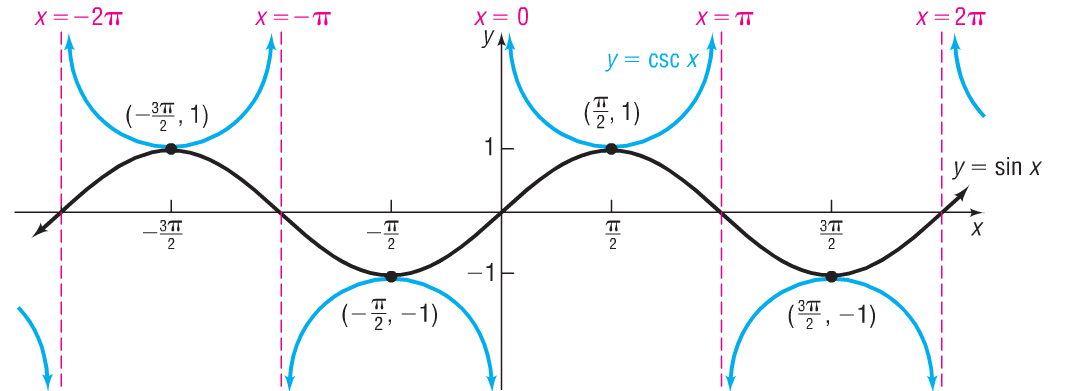 x = −2π x = −π x = 0 x = π x = 2π
y
y = csc x
(−3π/2, 1) (π/2, 1)
1
y = sin x
−3π/2 −π/2 π/2 3π/2 x
−1
(−π/2, −1) (3π/2, −1)